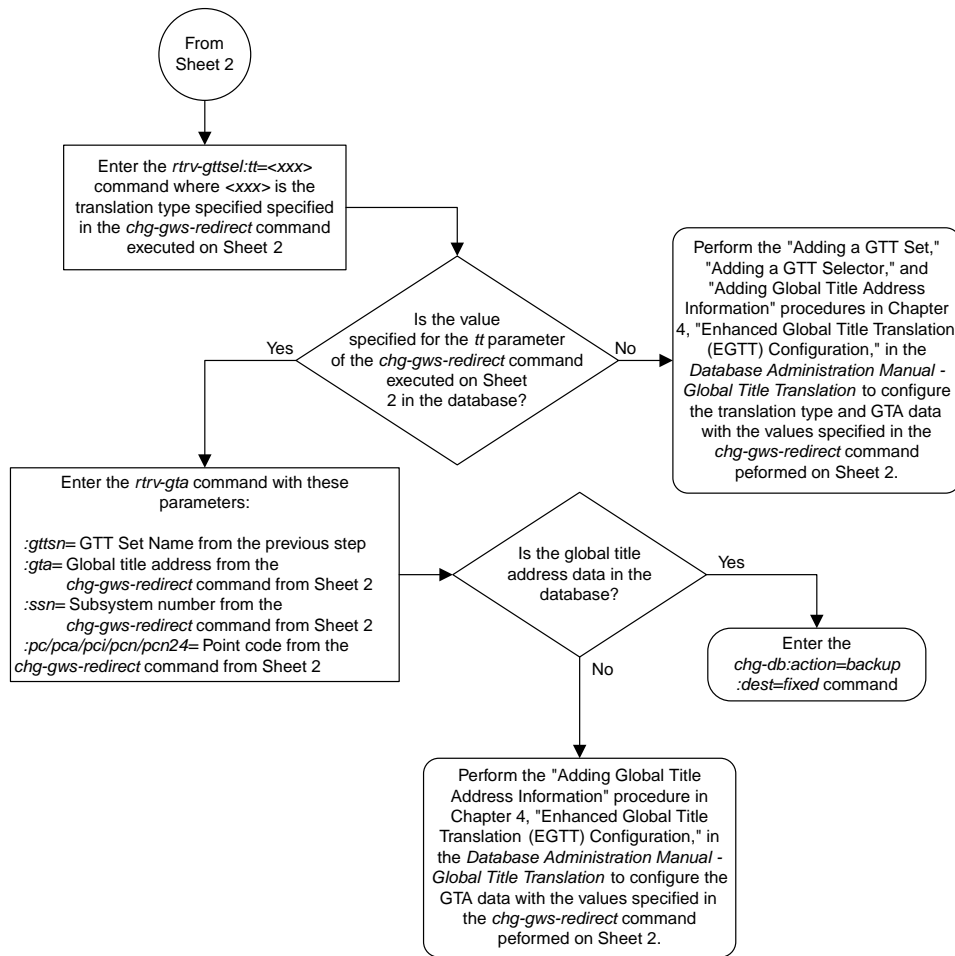 From
Sheet 2
Enter the rtrv-gttsel:tt=<xxx>
command where <xxx> is the
translation type specified specified
in the chg-gws-redirect command
executed on Sheet 2
Is the value
specified for the tt parameter
of the chg-gws-redirect command
executed on Sheet
2 in the database?
Yes
No
Perform the "Adding a GTT Set,"
"Adding a GTT Selector," and
"Adding Global Title Address
Information" procedures in Chapter
4, "Enhanced Global Title Translation
(EGTT) Configuration," in the
Database Administration Manual -
Global Title Translation to configure
the translation type and GTA data
with the values specified in the
chg-gws-redirect command
peformed on Sheet 2.
Enter the rtrv-gta command with these
parameters:
:gttsn= GTT Set Name from the previous step
:gta= Global title address from the
chg-gws-redirect command from Sheet 2
:ssn= Subsystem number from the
chg-gws-redirect command from Sheet 2
:pc/pca/pci/pcn/pcn24= Point code from the
chg-gws-redirect command from Sheet 2
Is the global title
address data in the
database?
Yes
No
Enter the
chg-db:action=backup
:dest=fixed command
Perform the "Adding Global Title
Address Information" procedure in
Chapter 4, "Enhanced Global Title
Translation (EGTT) Configuration," in
the Database Administration Manual -
Global Title Translation to configure the
GTA data with the values specified in
the chg-gws-redirect command
peformed on Sheet 2.